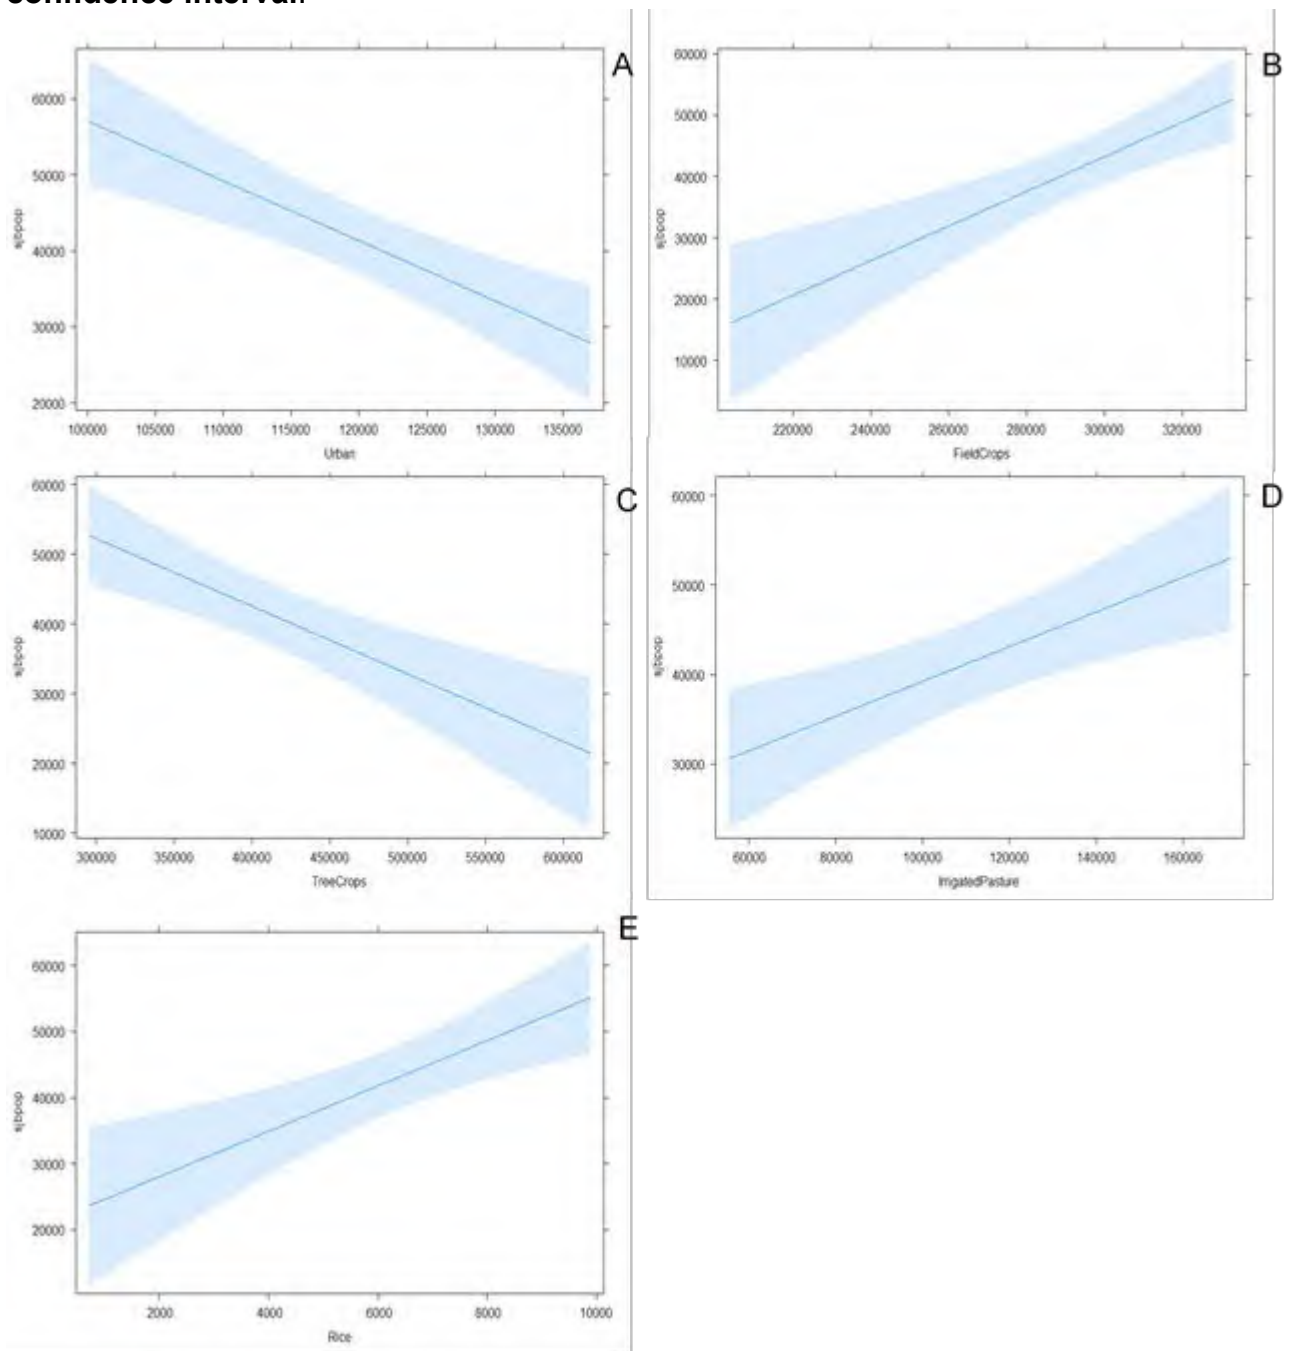 confidence interval.
A
60000
50000
40000
30000
20000
sjbpop
100000 105000 110000 115000 120000 125000 130000 135000
Urban
B
60000
50000
40000
30000
20000
10000
sjbpop
220000 240000 260000 280000 300000 320000
FieldCrops
C
60000
50000
40000
30000
20000
10000
sjbpop
300000 350000 400000 450000 500000 550000 600000
TreeCrops
D
60000
50000
40000
30000
sjbpop
60000 80000 100000 120000 140000 160000
IrrigatedPasture
E
60000
50000
40000
30000
20000
sjbpop
2000 4000 6000 8000 10000
Rice